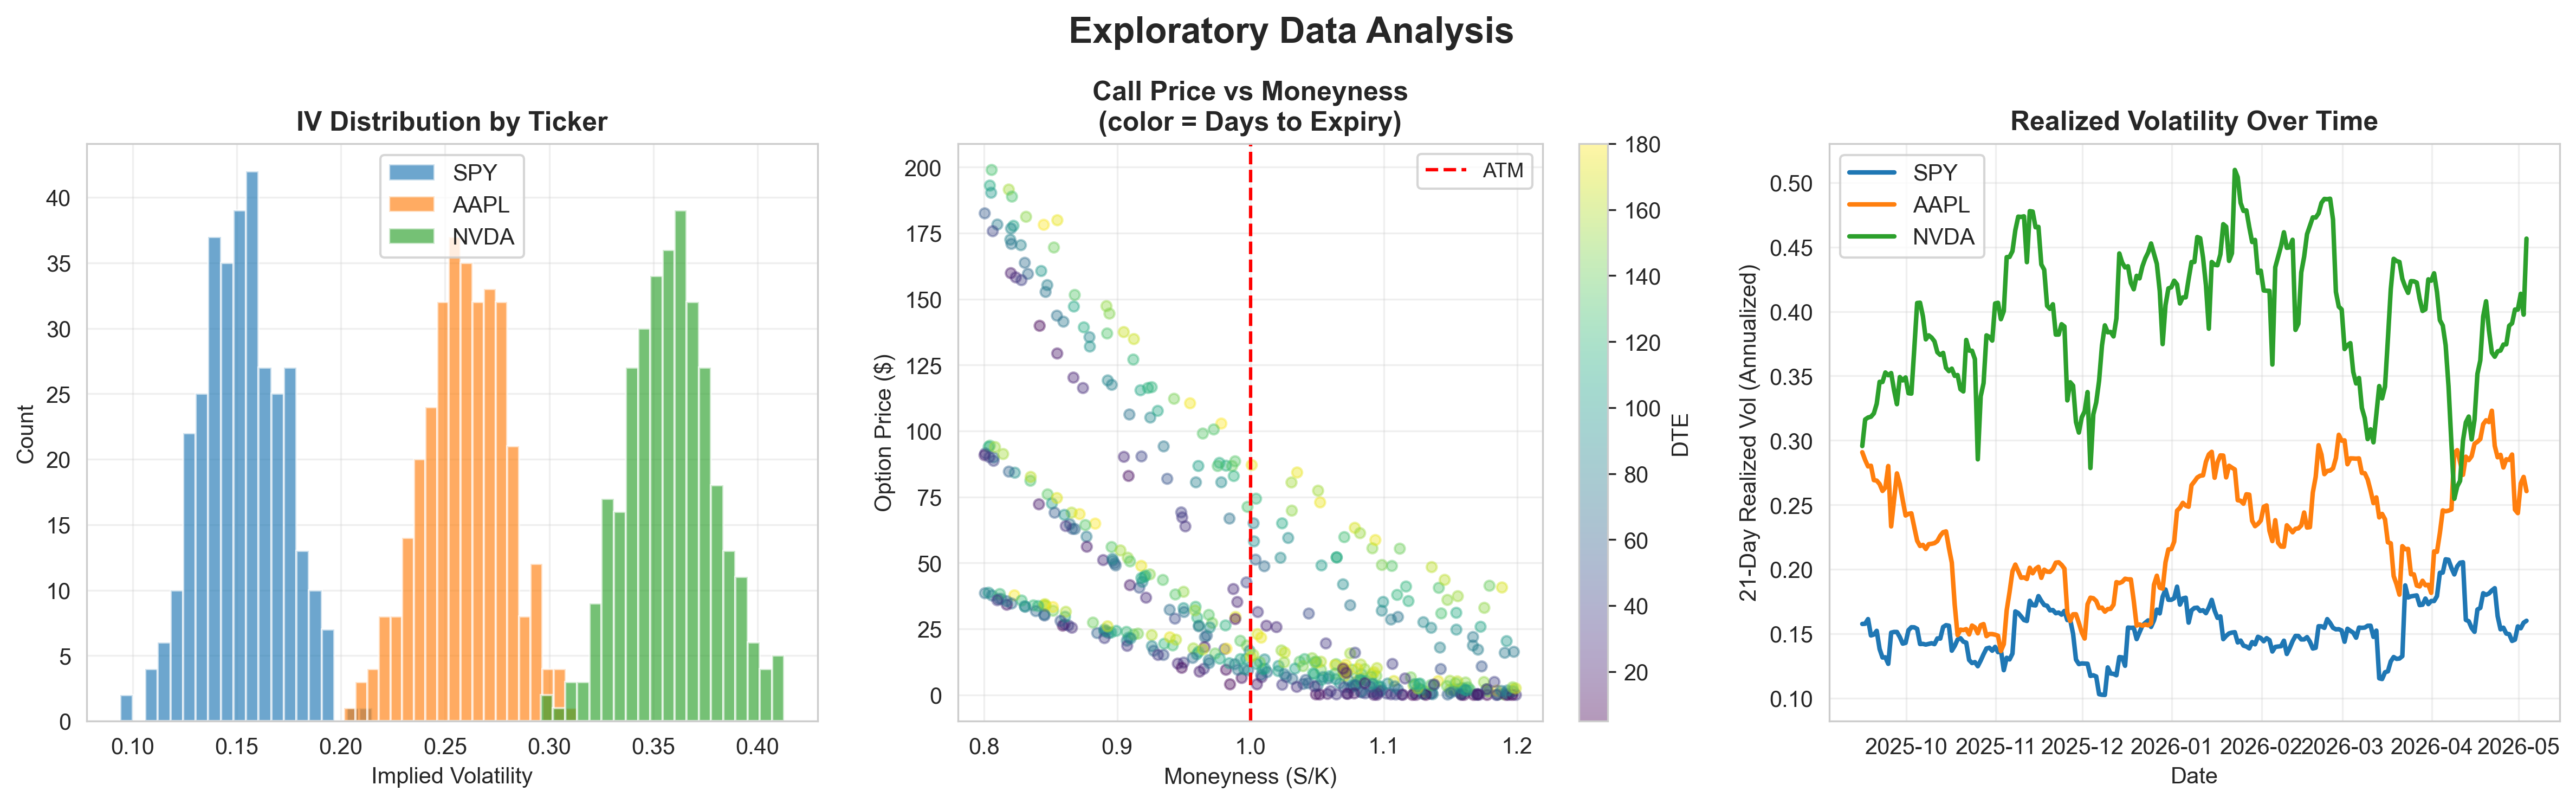 Exploratory Data Analysis
IV Distribution by Ticker
SPY
AAPL
NVDA
Count
40
35
30
25
20
15
10
5
0
0.10
0.15
0.20
0.25
0.30
0.35
0.40
Implied Volatility
Call Price vs Moneyness
(color = Days to Expiry)
ATM
Option Price ($)
200
175
150
125
100
75
50
25
0
0.8
0.9
1.0
1.1
1.2
Moneyness (S/K)
180
160
140
120
100
80
60
40
20
DTE
Realized Volatility Over Time
SPY
AAPL
NVDA
21-Day Realized Vol (Annualized)
0.50
0.45
0.40
0.35
0.30
0.25
0.20
0.15
0.10
2025-10
2025-11
2025-12
2026-01
2026-02
2026-03
2026-04
2026-05
Date